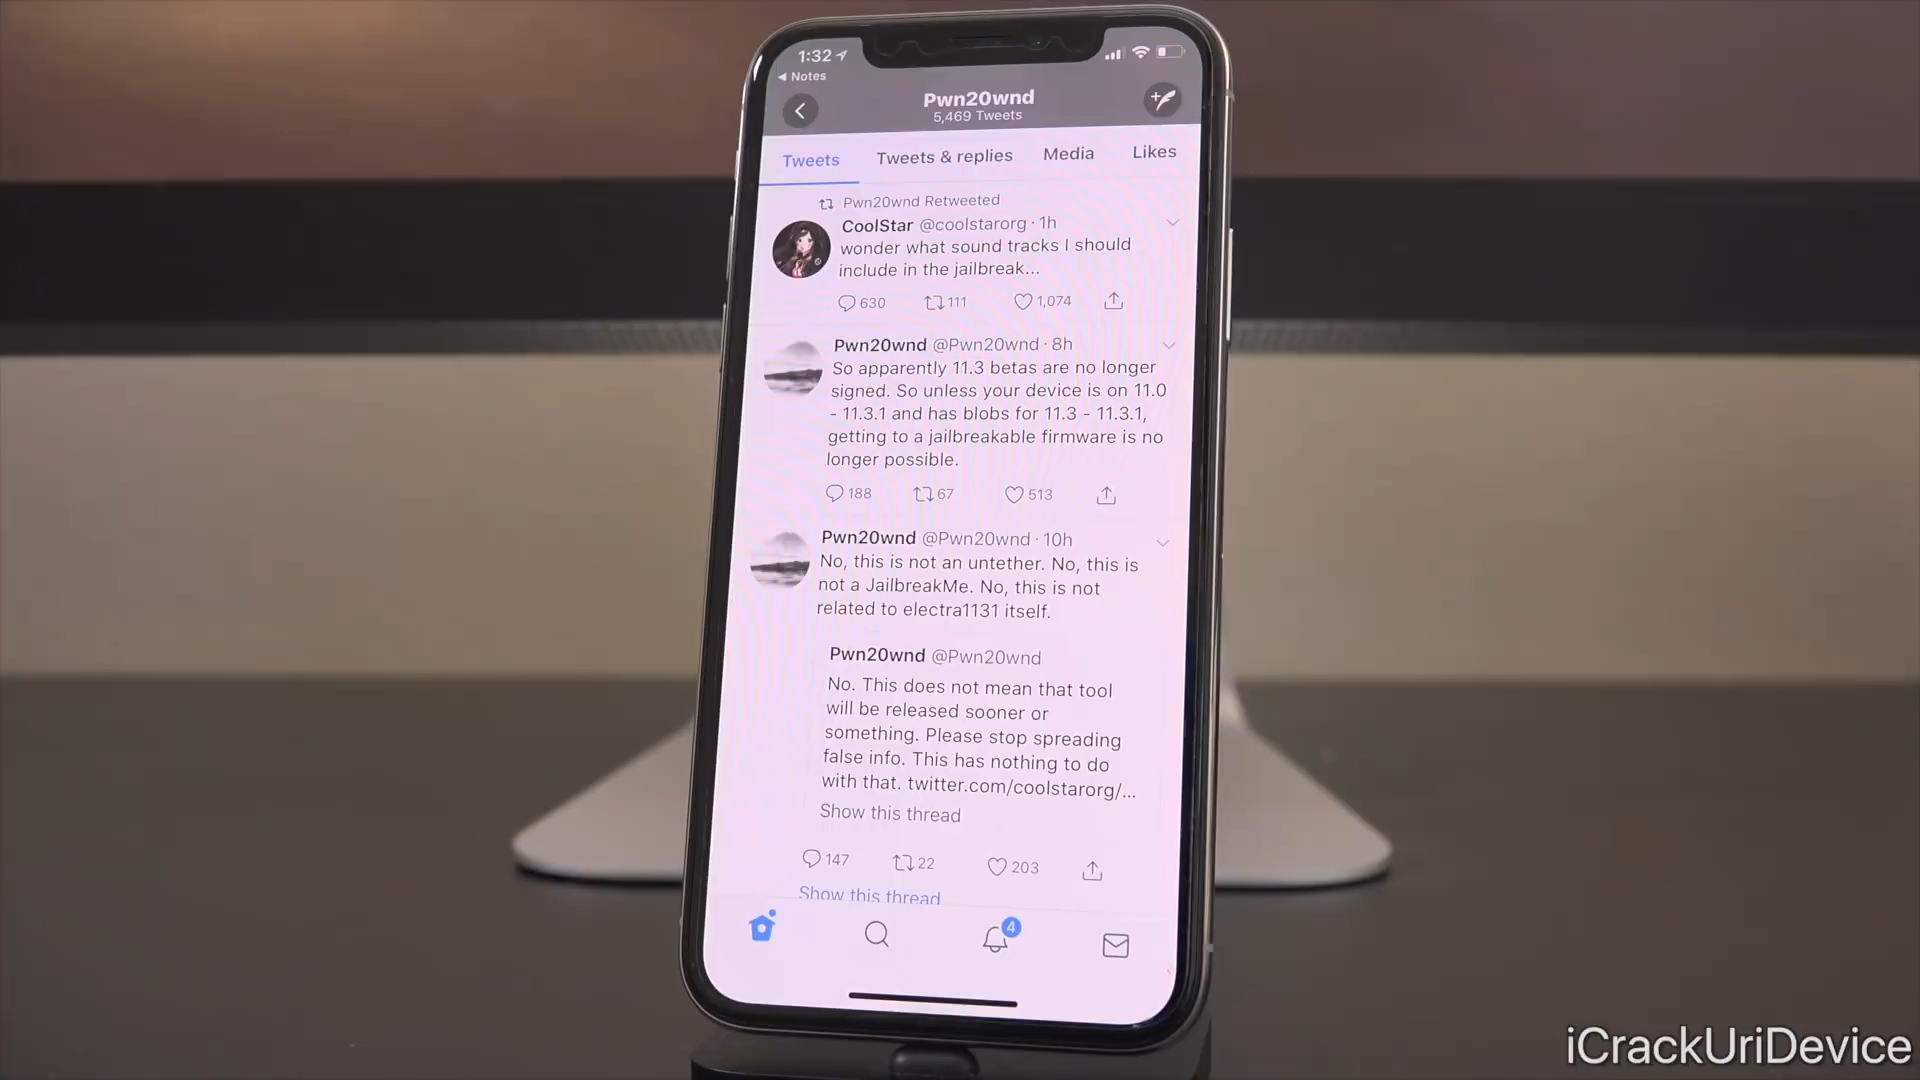 1:32
Notes
Pwn20wnd
5,469 Tweets
Tweets
Tweets & replies
Media
Likes
Pwn20wnd Retweeted
CoolStar @coolstarorg · 1h
wonder what sound tracks I should
include in the jailbreak...
630
111
1,074
Pwn20wnd @Pwn20wnd · 8h
So apparently 11.3 betas are no longer
signed. So unless your device is on 11.0
- 11.3.1 and has blobs for 11.3 - 11.3.1,
getting to a jailbreakable firmware is no
longer possible.
188
67
513
Pwn20wnd @Pwn20wnd · 10h
No, this is not an untether. No, this is
not a JailbreakMe. No, this is not
related to electra1131 itself.
Pwn20wnd @Pwn20wnd
No. This does not mean that tool
will be released sooner or
something. Please stop spreading
false info. This has nothing to do
with that. twitter.com/coolstarorg/...
Show this thread
147
22
203
Show this thread
4
iCrackUriDevice